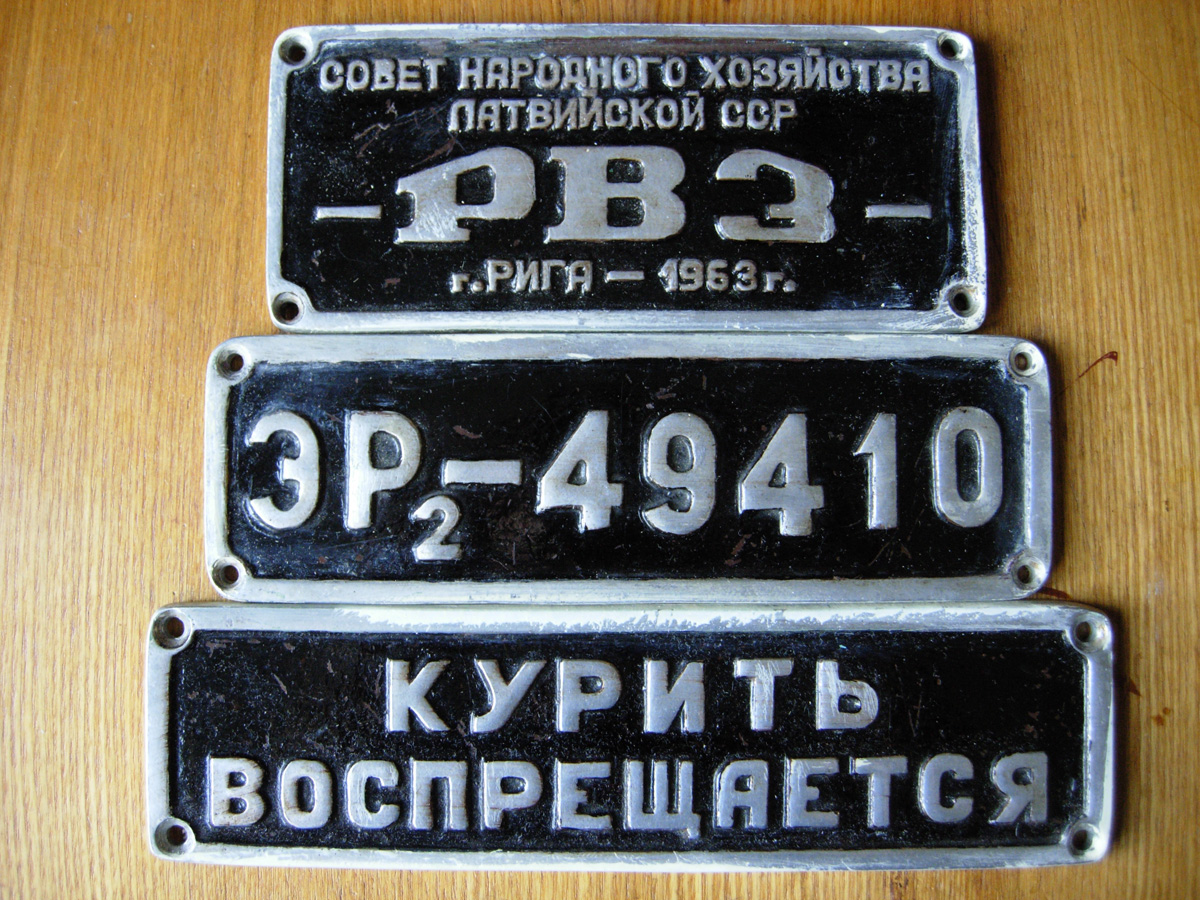 СОВЕТ НАРОДНОГО ХОЗЯЙСТВА
ЛАТВИЙСКОЙ ССР
-РВЗ-
г. РИГА — 1963 г.
ЭР₂-49410
КУРИТЬ
ВОСПРЕЩАЕТСЯ